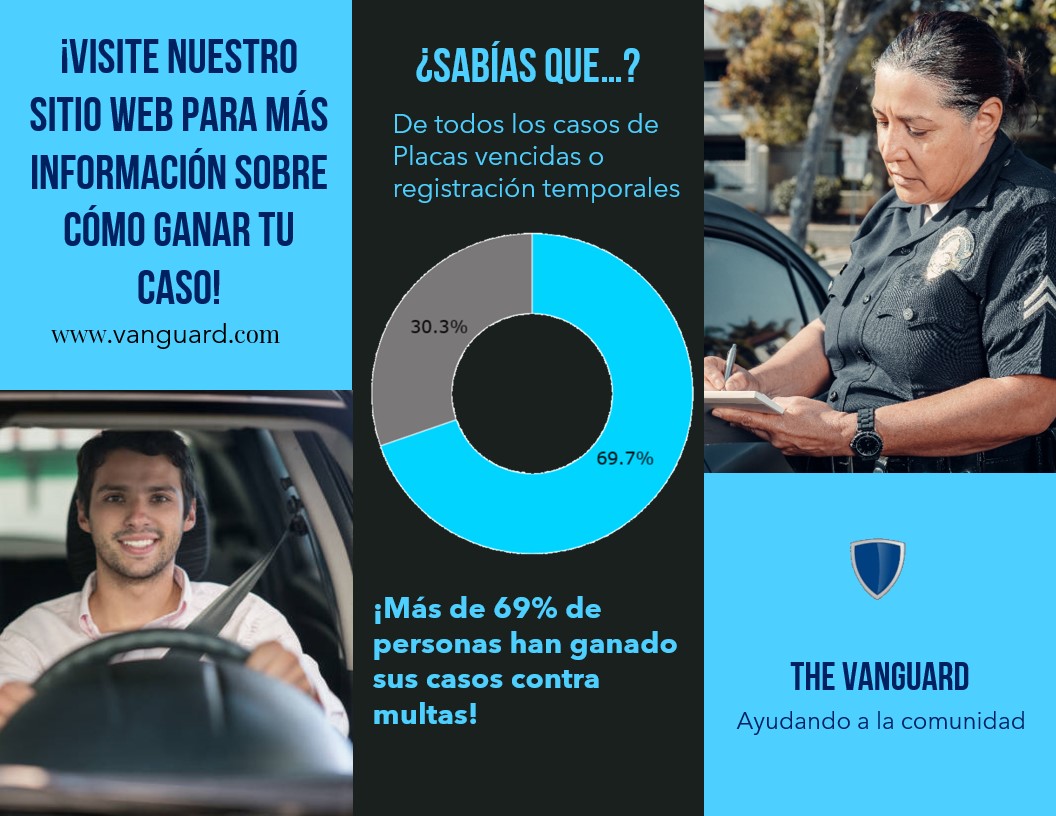 ¡VISITE NUESTRO
SITIO WEB PARA MÁS
INFORMACIÓN SOBRE
CÓMO GANAR TU
CASO!
www.vanguard.com
¿SABÍAS QUE...?
De todos los casos de
Placas vencidas o
registración temporales
30.3%
69.7%
¡Más de 69% de
personas han ganado
sus casos contra
multas!
THE VANGUARD
Ayudando a la comunidad